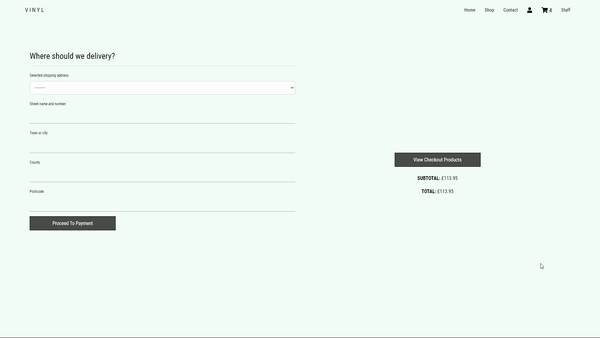 VINYL
Home Shop Contact 4 Staff
Where should we delivery?
Selected shipping address
--------
Street name and number
Town or city
County
Postcode
Proceed To Payment
View Checkout Products
SUBTOTAL: £113.95
TOTAL: £113.95